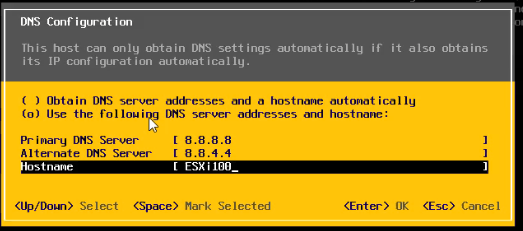 DNS Configuration
This host can only obtain DNS settings automatically if it also obtains
its IP configuration automatically.
( ) Obtain DNS server addresses and a hostname automatically
(o) Use the following DNS server addresses and hostname:
Primary DNS Server [ 8.8.8.8 ]
Alternate DNS Server [ 8.8.4.4 ]
Hostname [ ESXi100_ ]
<Up/Down> Select <Space> Mark Selected <Enter> OK <Esc> Cancel